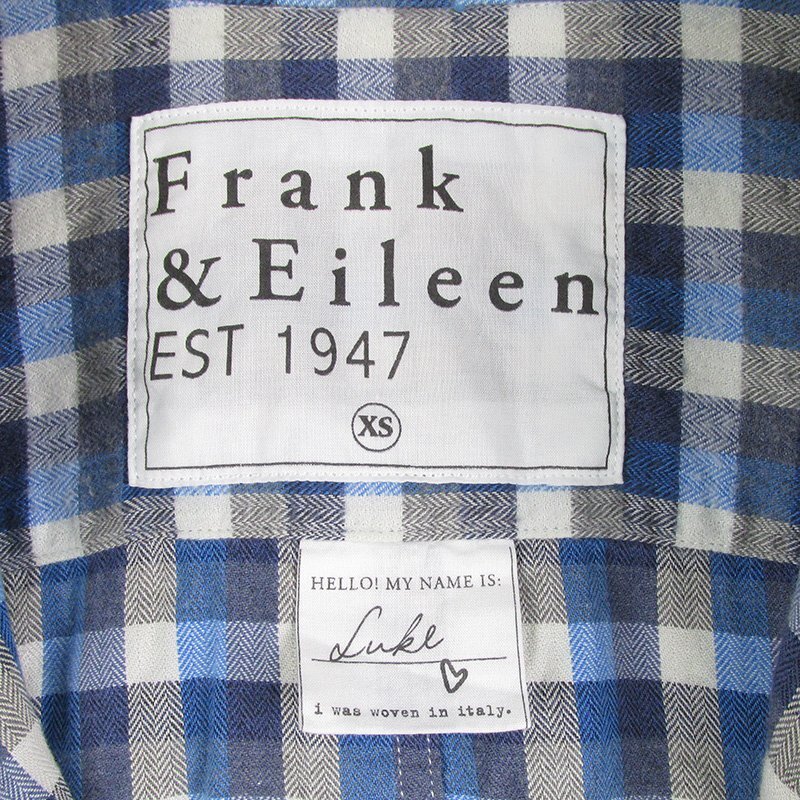 Frank
& Eileen
EST 1947
XS
HELLO! MY NAME IS:
Luke
i was woven in italy.